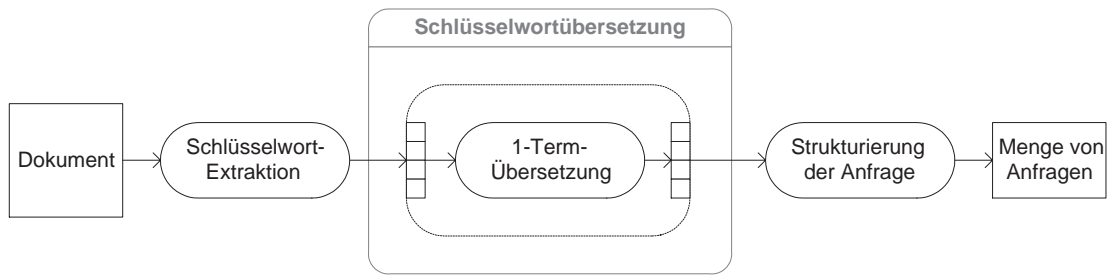 Schlüsselwortübersetzung
Dokument
Schlüsselwort-
Extraktion
1-Term-
Übersetzung
Strukturierung
der Anfrage
Menge von
Anfragen